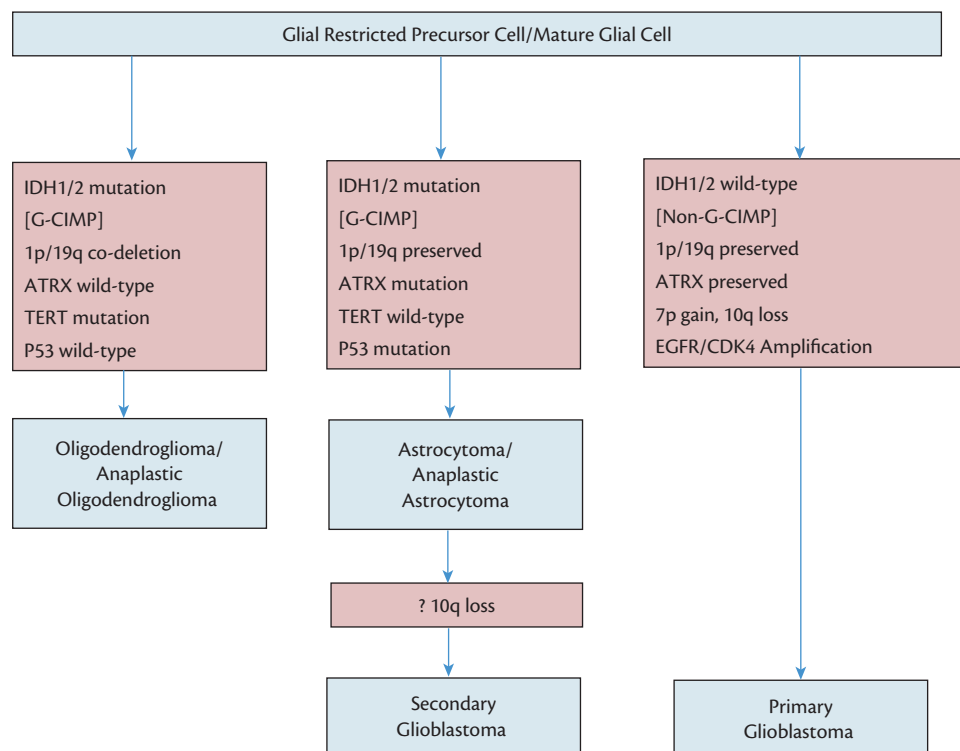 Glial Restricted Precursor Cell/Mature Glial Cell
IDH1/2 mutation
[G-CIMP]
1p/19q co-deletion
ATRX wild-type
TERT mutation
P53 wild-type
IDH1/2 mutation
[G-CIMP]
1p/19q preserved
ATRX mutation
TERT wild-type
P53 mutation
IDH1/2 wild-type
[Non-G-CIMP]
1p/19q preserved
ATRX preserved
7p gain, 10q loss
EGFR/CDK4 Amplification
Oligodendroglioma/
Anaplastic
Oligodendroglioma
Astrocytoma/
Anaplastic
Astrocytoma
? 10q loss
Secondary
Glioblastoma
Primary
Glioblastoma